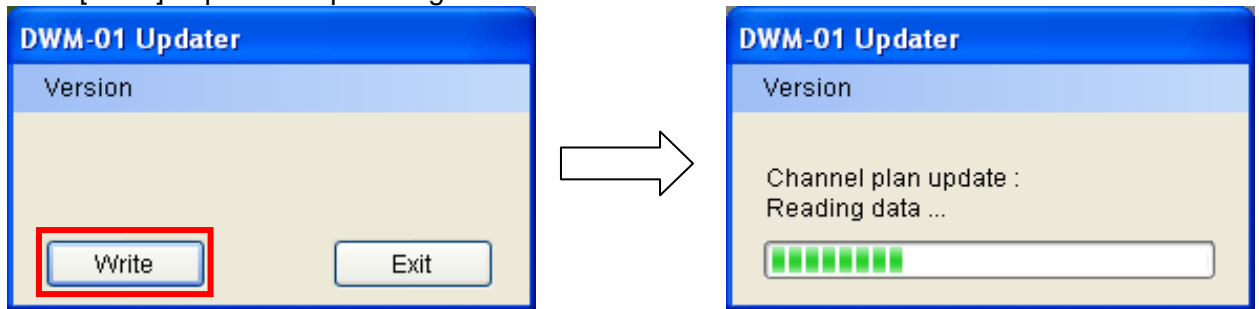 DWM-01 Updater
Version
Write
Exit
DWM-01 Updater
Version
Channel plan update :
Reading data ...